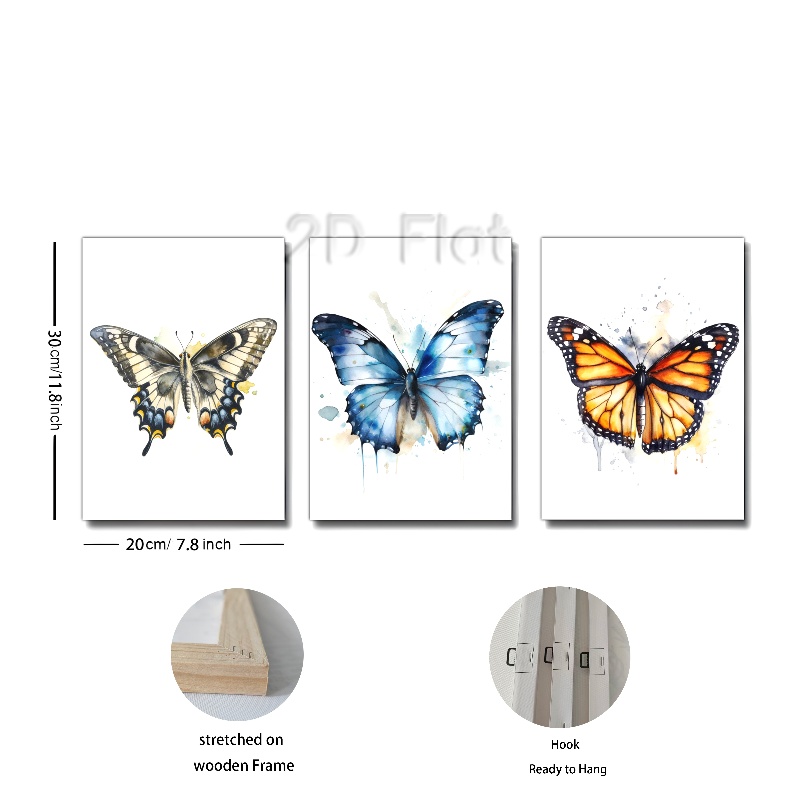 2D Flat
30cm/11.8inch
20cm/ 7.8 inch
stretched on
wooden Frame
Hook
Ready to Hang